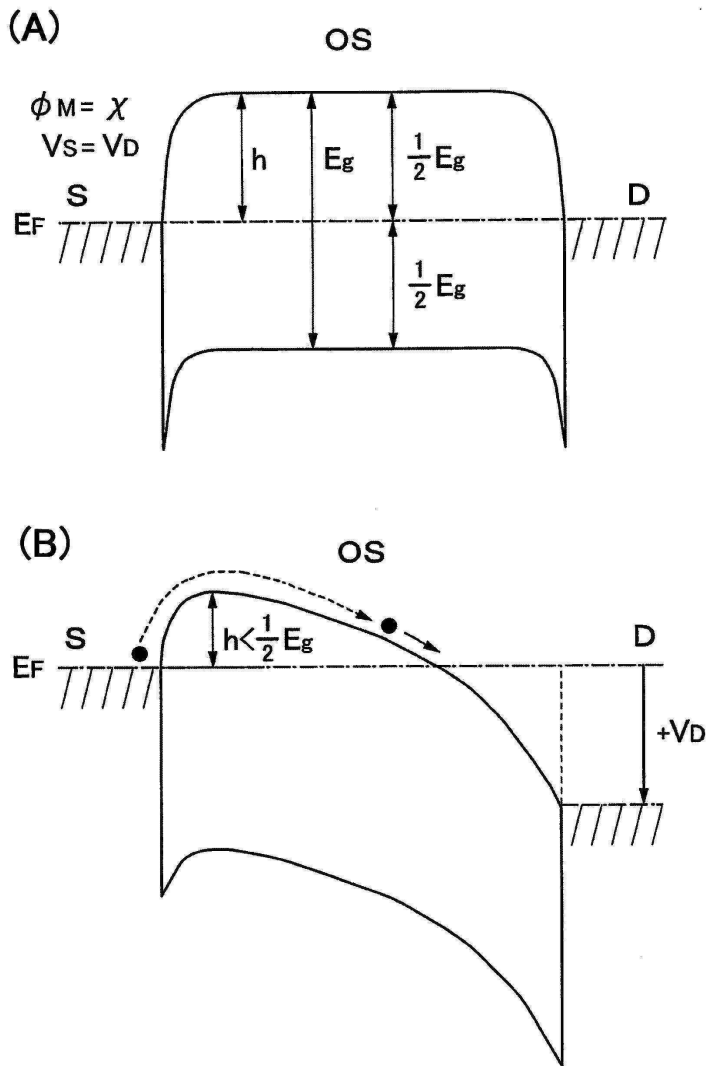 (A)
OS
ϕM= χ
VS=VD
h
Eg
1/2 Eg
S
D
EF
1/2 Eg
(B)
OS
S
h<1/2 Eg
D
EF
+VD